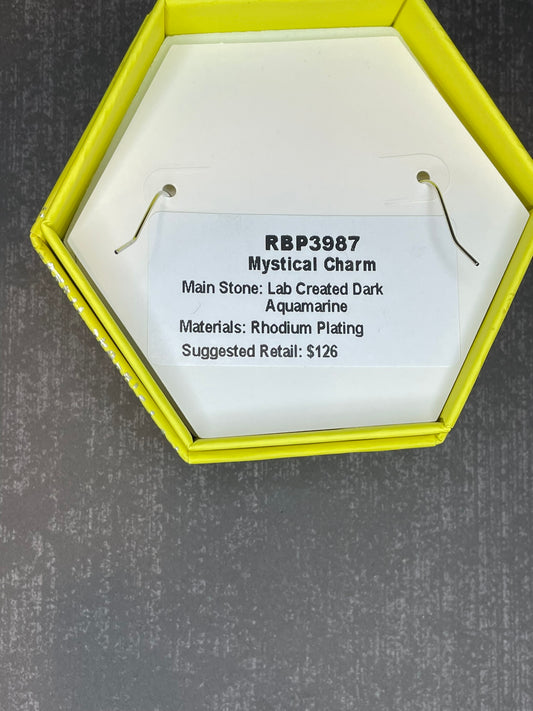 RBP3987
Mystical Charm
Main Stone: Lab Created Dark
Aquamarine
Materials: Rhodium Plating
Suggested Retail: $126